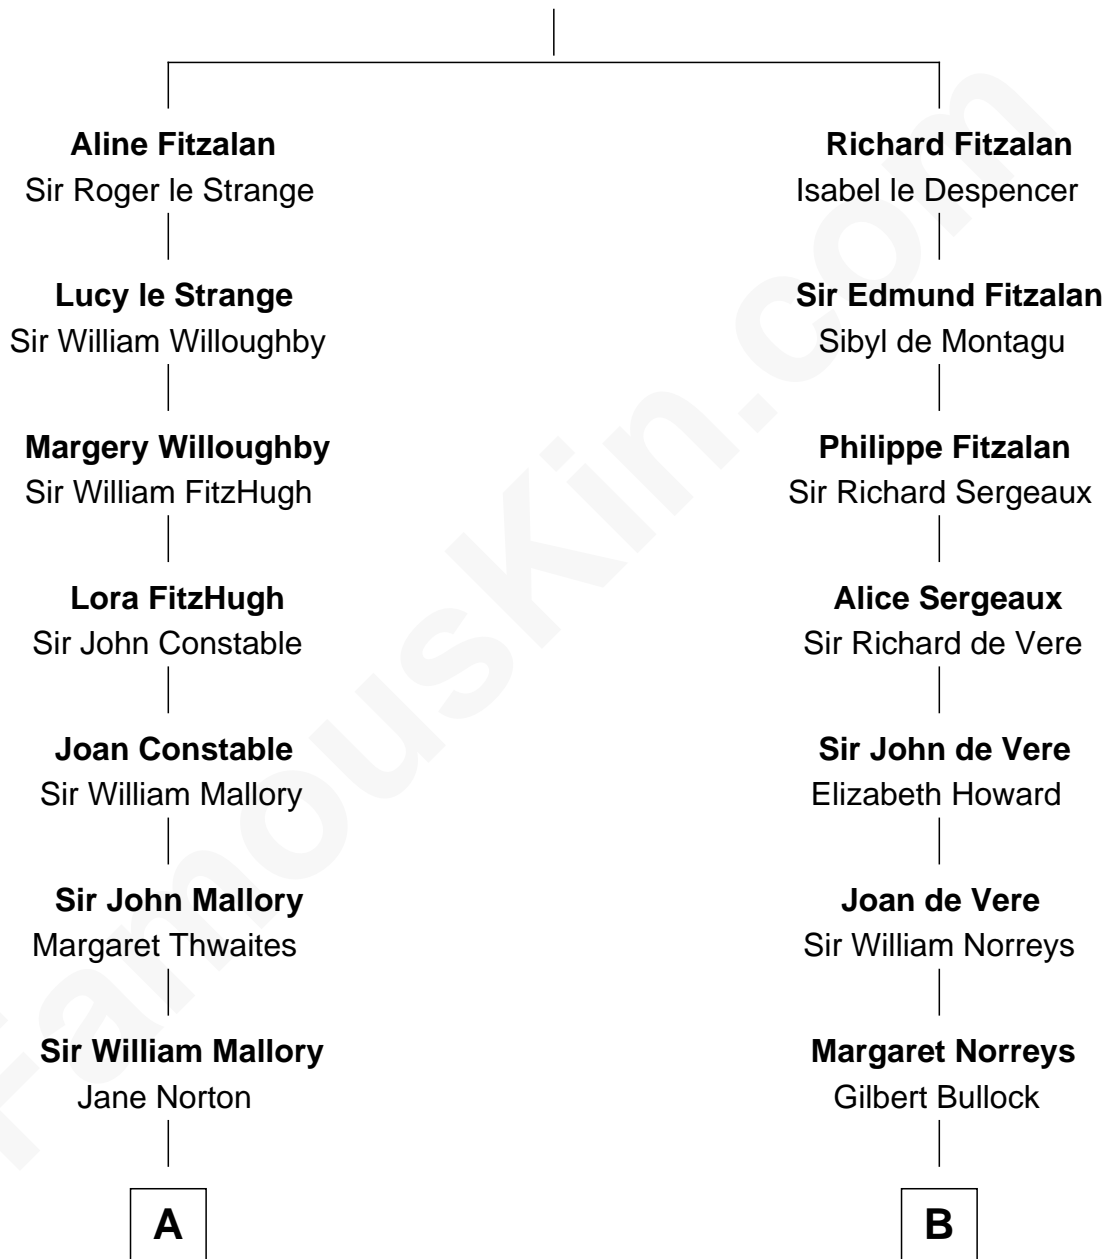 Aline Fitzalan
Sir Roger le Strange
Lucy le Strange
Sir William Willoughby
Margery Willoughby
Sir William FitzHugh
Lora FitzHugh
Sir John Constable
Joan Constable
Sir William Mallory
Sir John Mallory
Margaret Thwaites
Sir William Mallory
Jane Norton
A
Richard Fitzalan
Isabel le Despencer
Sir Edmund Fitzalan
Sibyl de Montagu
Philippe Fitzalan
Sir Richard Sergeaux
Alice Sergeaux
Sir Richard de Vere
Sir John de Vere
Elizabeth Howard
Joan de Vere
Sir William Norreys
Margaret Norreys
Gilbert Bullock
B
FamousKin.com